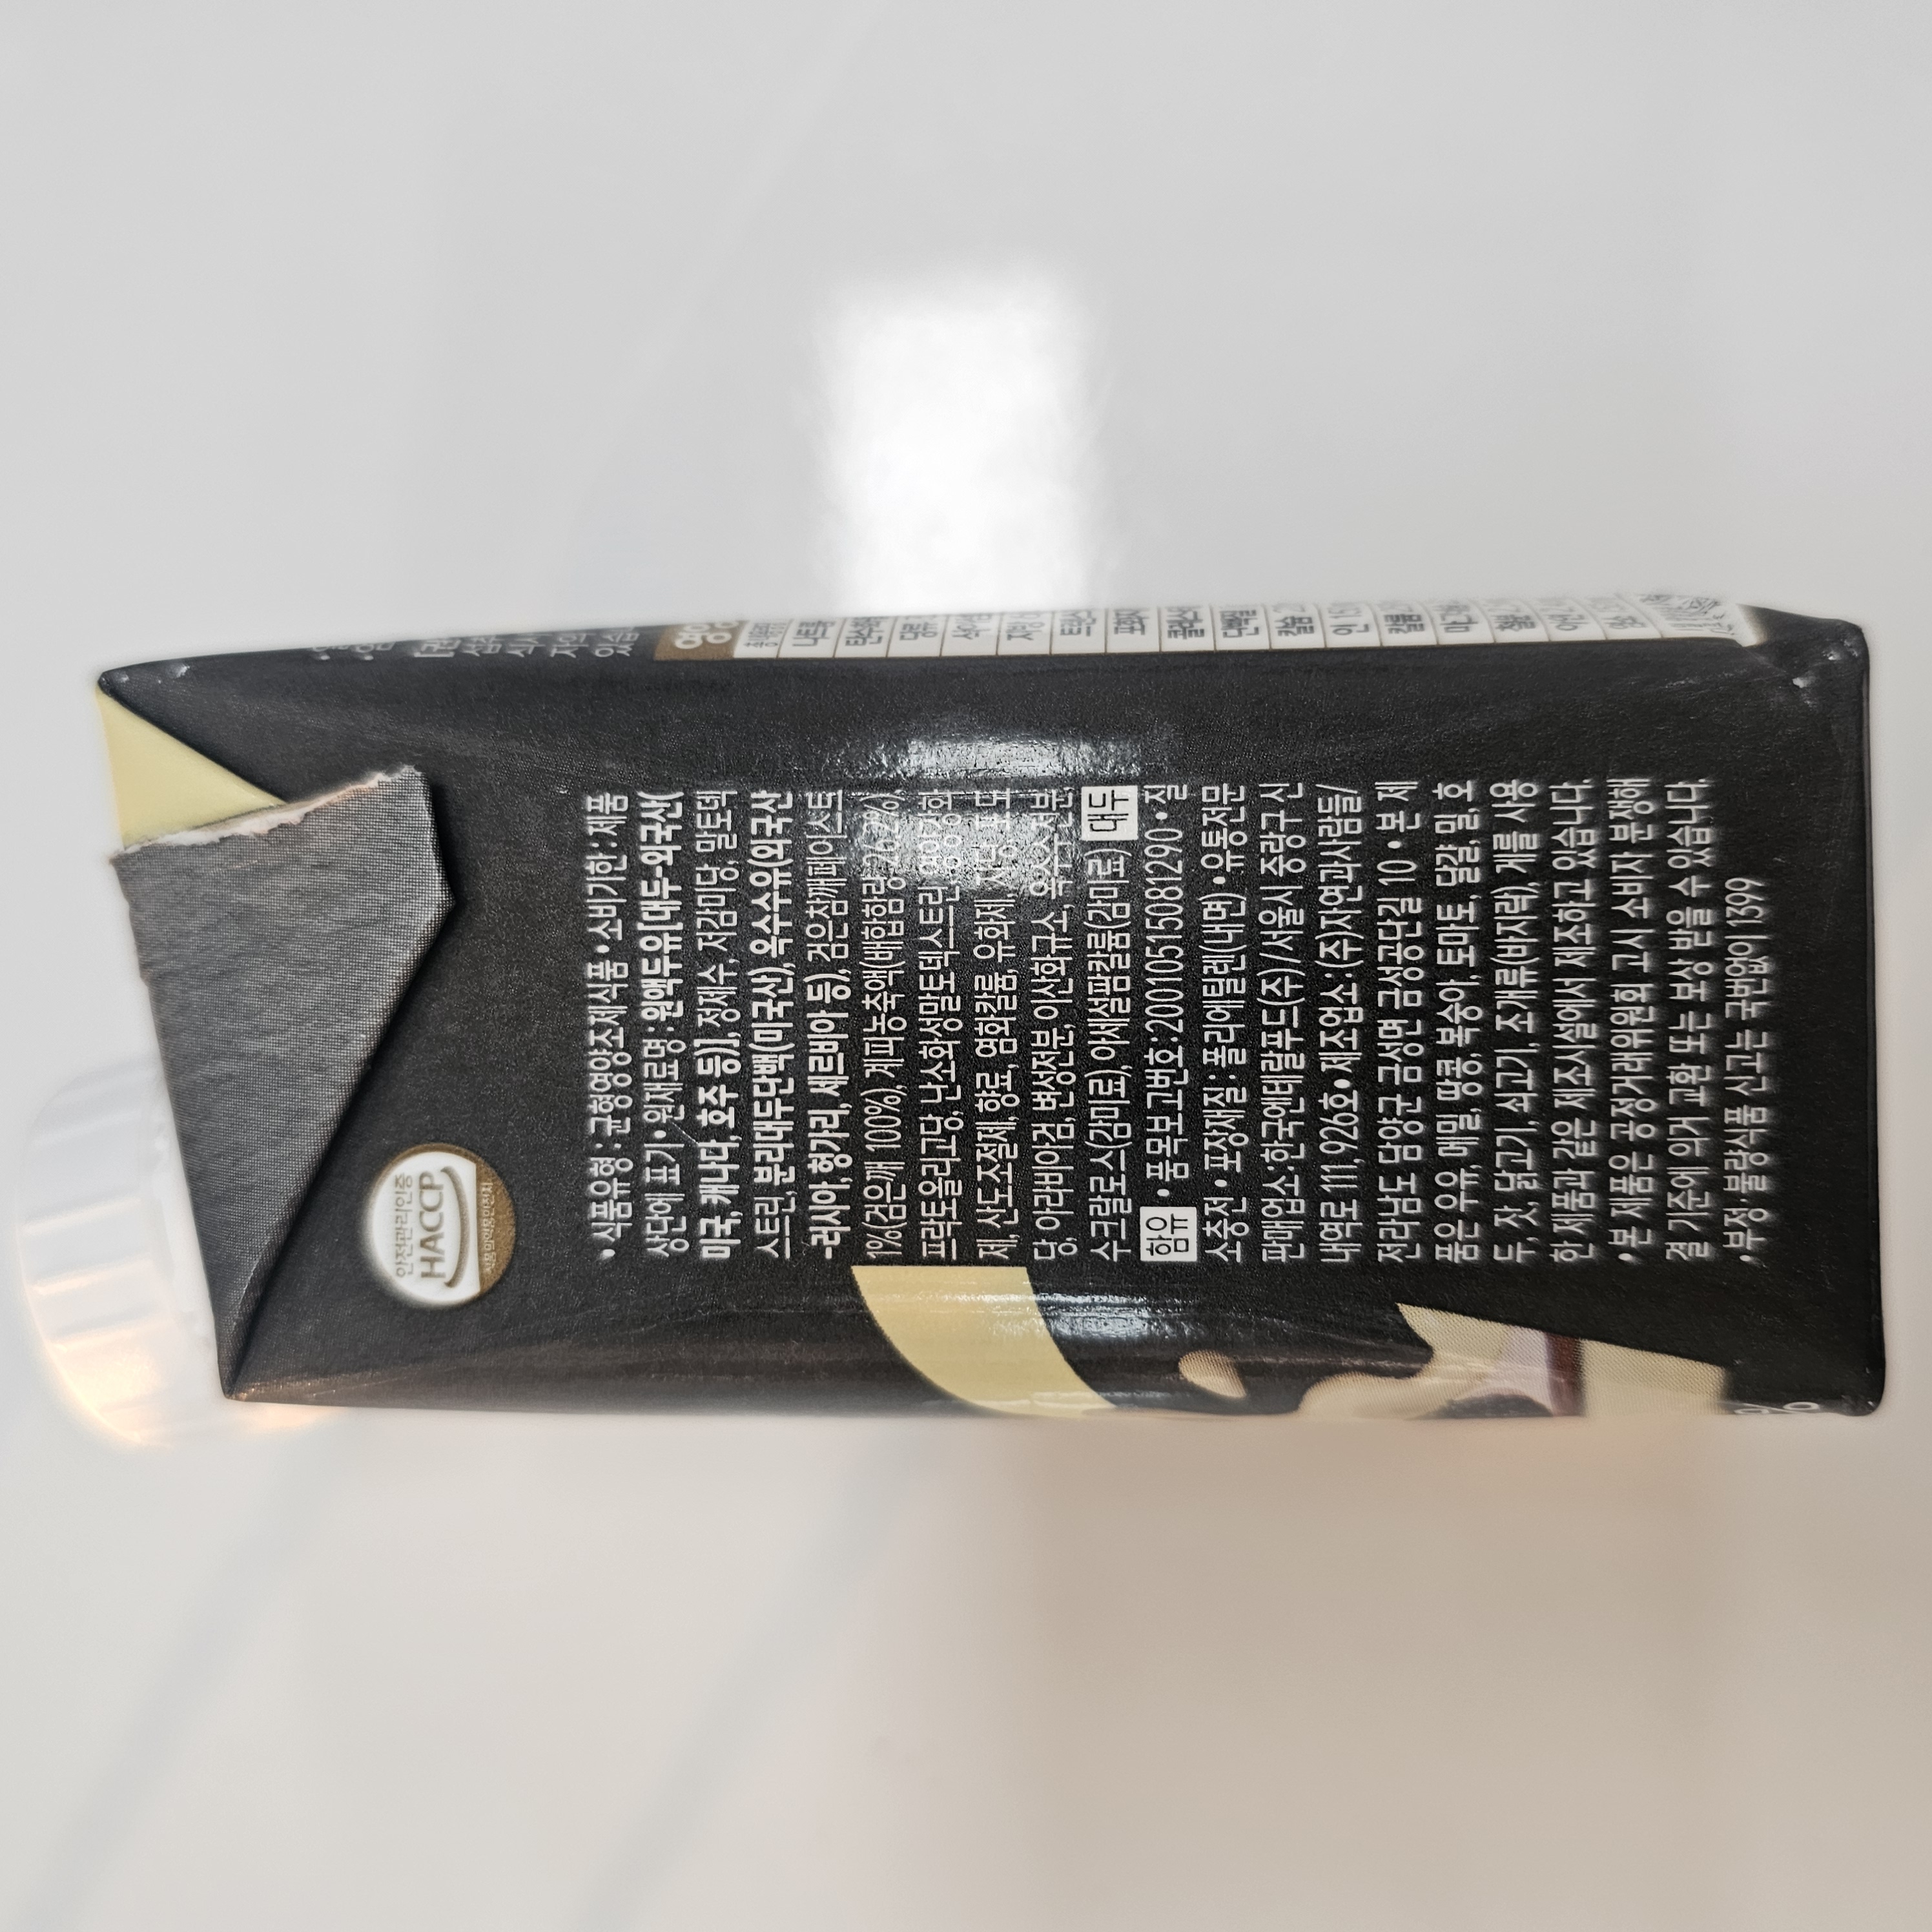 안전관리인증
HACCP
식품의약품안전처
•식품유형 : 균형영양조제식품 •소비기한 : 제품
상단에 표기 • 원재료명 : 원액두유[대두-외국산(
미국, 캐나다, 호주 등)], 정제수, 저감미당, 말토덱
스트린, 분리대두단백(미국산), 옥수수유(외국산
-러시아, 헝가리, 세르비아 등), 검은참깨페이스트
1%(검은깨 100%), 계피농축액(배합함량 26.2%),
프락토올리고당, 난소화성말토덱스트린, 영양강화
제, 산도조절제, 향료, 염화칼륨, 유화제,
당, 아라비아검, 변성전분, 이산화규소,
수크랄로스(감미료), 아세설팜칼륨(감미료) 대두
함유 • 품목보고번호:200105150812290 • 질
소충전 • 포장재질: 폴리에틸렌(내면) • 유통전문
판매업소:한국엔테랄푸드(주)/서울시 중랑구 신
내역로 111, 926호 • 제조업소:(주)자연과사람들/
전라남도 담양군 금성면 금성공단길 10 • 본 제
품은 우유, 메밀, 땅콩, 복숭아, 토마토, 달걀, 밀, 호
두, 잣, 닭고기, 쇠고기, 조개류(바지락), 게를 사용
한 제품과 같은 제조시설에서 제조하고 있습니다.
•본 제품은 공정거래위원회 고시 소비자 분쟁해
결 기준에 의거 교환 또는 보상 받을 수 있습니다.
•부정·불량식품 신고는 국번없이 1399